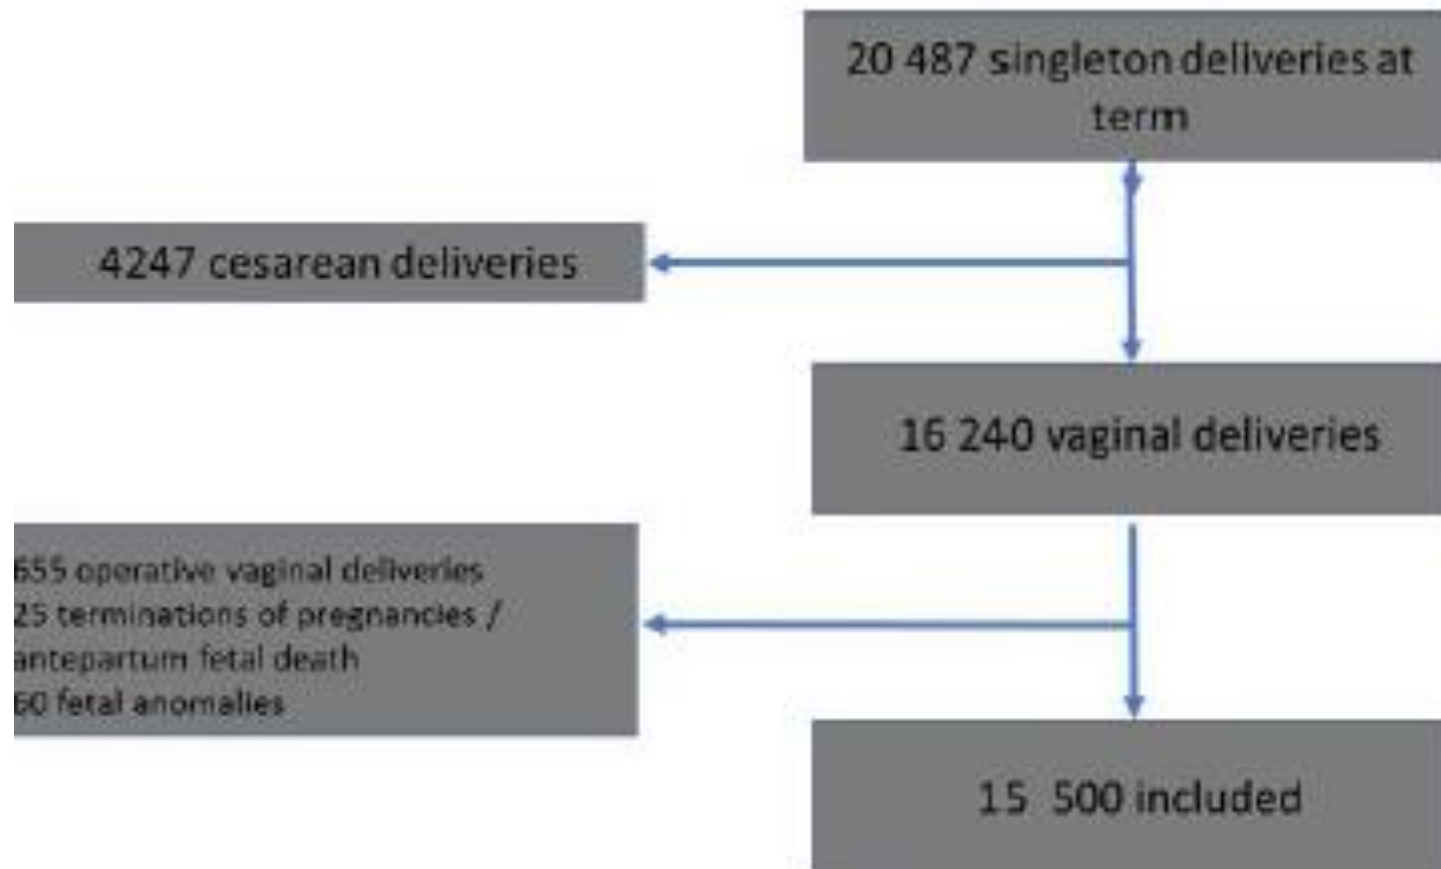 20 487 singleton deliveries at
term
4247 cesarean deliveries
16 240 vaginal deliveries
655 operative vaginal deliveries
25 terminations of pregnancies /
antepartum fetal death
60 fetal anomalies
15 500 included